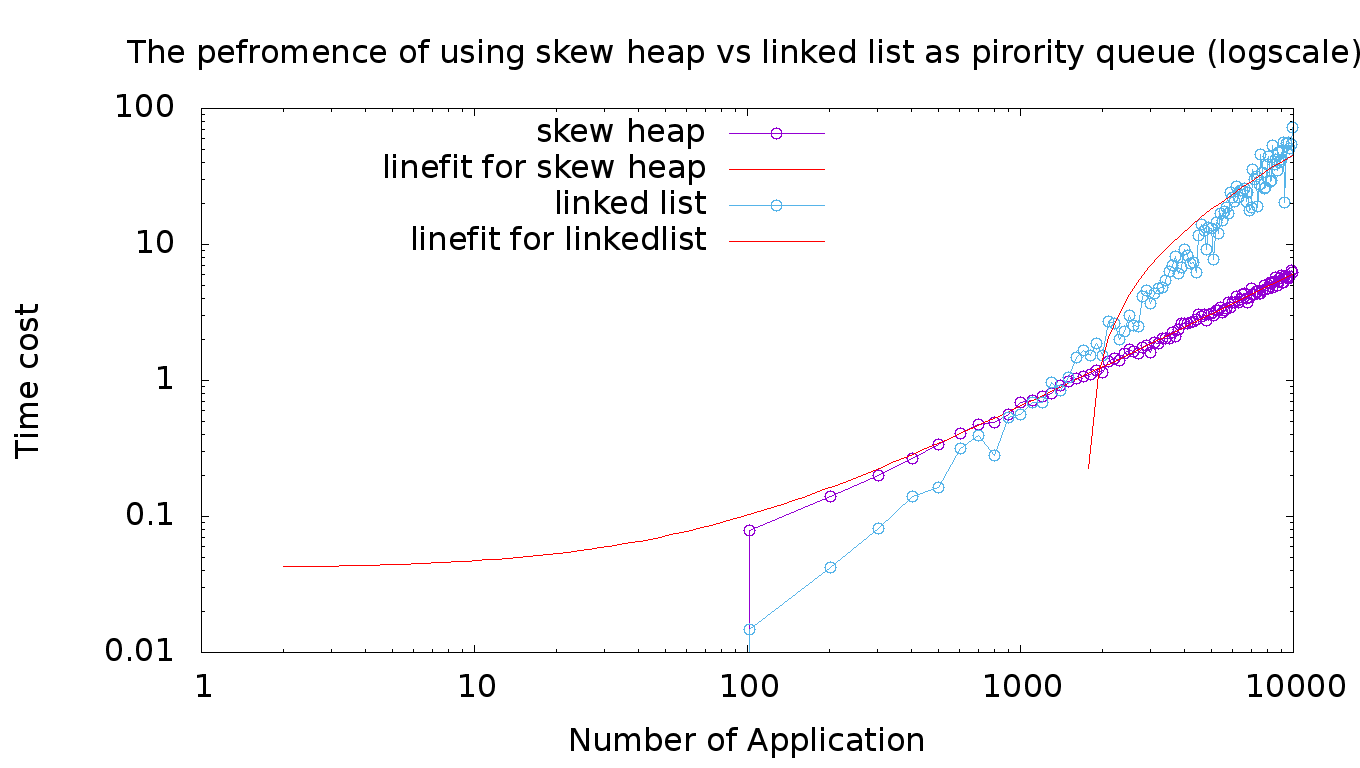 The pefromence of using skew heap vs linked list as pirority queue (logscale)
100
10
1
0.1
0.01
skew heap
linefit for skew heap
linked list
linefit for linkedlist
Time cost
1 10 100 1000 10000
Number of Application